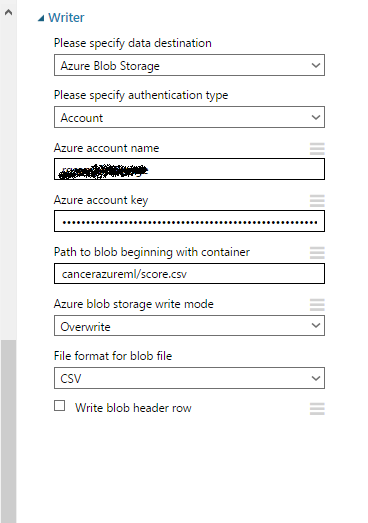 Writer
Please specify data destination
Azure Blob Storage
Please specify authentication type
Account
Azure account name
Azure account key
Path to blob beginning with container
cancerazureml/score.csv
Azure blob storage write mode
Overwrite
File format for blob file
CSV
Write blob header row